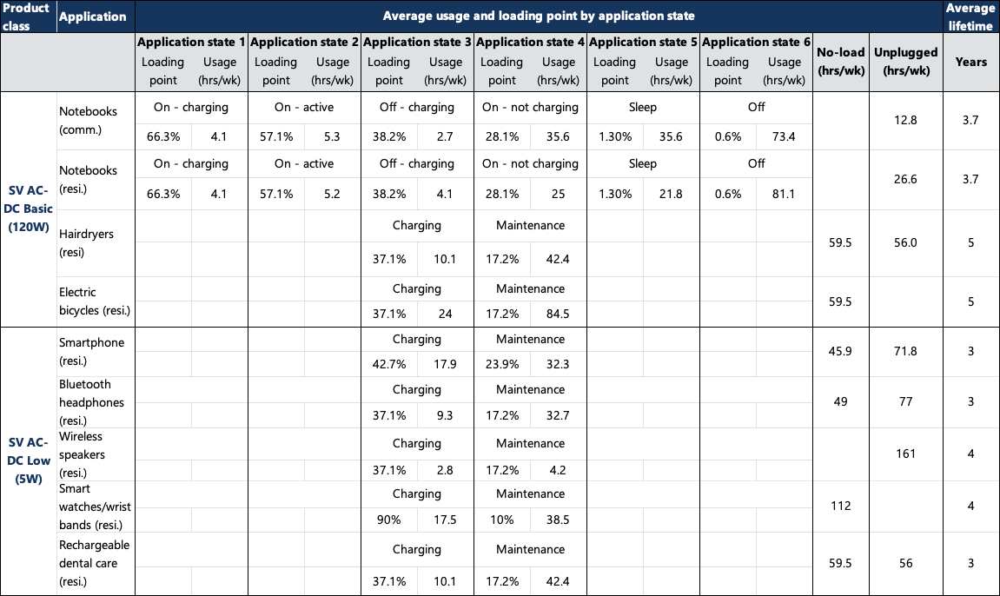 Product class Application Average usage and loading point by application state Average lifetime
Application state 1 Application state 2 Application state 3 Application state 4 Application state 5 Application state 6 No-load (hrs/wk) Unplugged (hrs/wk) Years
Loading point Usage (hrs/wk) Loading point Usage (hrs/wk) Loading point Usage (hrs/wk) Loading point Usage (hrs/wk) Loading point Usage (hrs/wk) Loading point Usage (hrs/wk)
SV AC-DC Basic (120W)
Notebooks (comm.) On - charging On - active Off - charging On - not charging Sleep Off
66.3% 4.1 57.1% 5.3 38.2% 2.7 28.1% 35.6 1.30% 35.6 0.6% 73.4 12.8 3.7
Notebooks (resi.) On - charging On - active Off - charging On - not charging Sleep Off
66.3% 4.1 57.1% 5.2 38.2% 4.1 28.1% 25 1.30% 21.8 0.6% 81.1 26.6 3.7
Hairdryers (resi) Charging Maintenance
37.1% 10.1 17.2% 42.4 59.5 56.0 5
Electric bicycles (resi.) Charging Maintenance
37.1% 24 17.2% 84.5 59.5 5
SV AC-DC Low (5W)
Smartphone (resi.) Charging Maintenance
42.7% 17.9 23.9% 32.3 45.9 71.8 3
Bluetooth headphones (resi.) Charging Maintenance
37.1% 9.3 17.2% 32.7 49 77 3
Wireless speakers (resi.) Charging Maintenance
37.1% 2.8 17.2% 4.2 161 4
Smart watches/wrist bands (resi.) Charging Maintenance
90% 17.5 10% 38.5 112 4
Rechargeable dental care (resi.) Charging Maintenance
37.1% 10.1 17.2% 42.4 59.5 56 3